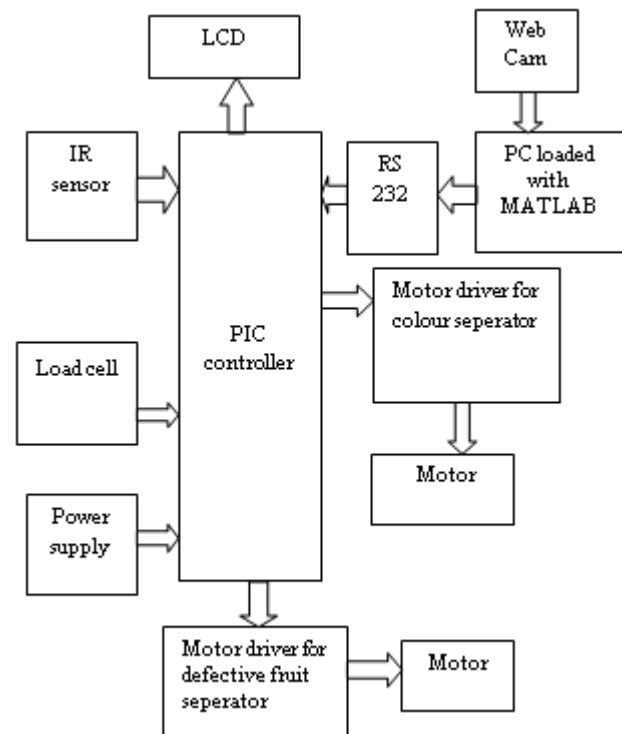 LCD
Web
Cam
IR
sensor
RS
232
PC loaded
with
MATLAB
PIC
controller
Motor driver for
colour seperator
Load cell
Motor
Power
supply
Motor driver for
defective fruit
seperator
Motor